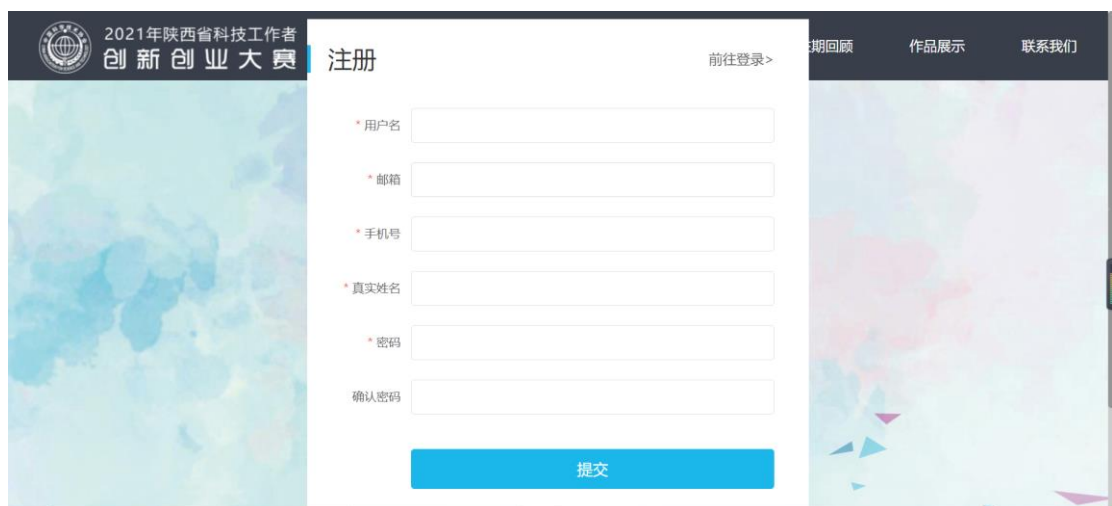 2021年陕西省科技工作者
创新创业大赛
注册
前往登录>
期回顾
作品展示
联系我们
* 用户名
* 邮箱
* 手机号
* 真实姓名
* 密码
确认密码
提交